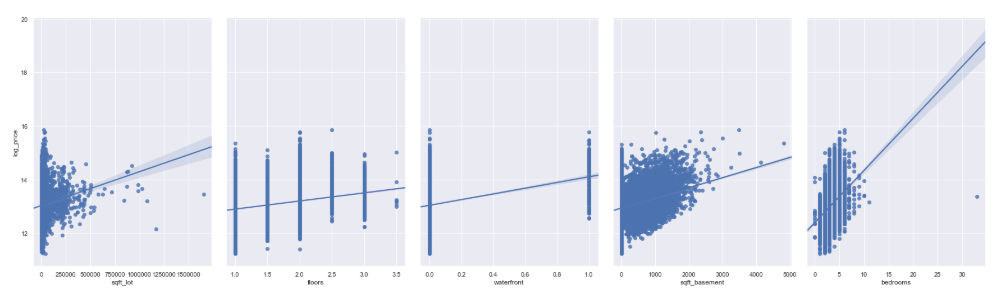 20
18
16
14
12
log_price
0 250000 500000 750000 1000000 1250000 1500000
sqft_lot
1.0 1.5 2.0 2.5 3.0 3.5
floors
0.0 0.2 0.4 0.6 0.8 1.0
waterfront
0 1000 2000 3000 4000 5000
sqft_basement
0 5 10 15 20 25 30
bedrooms